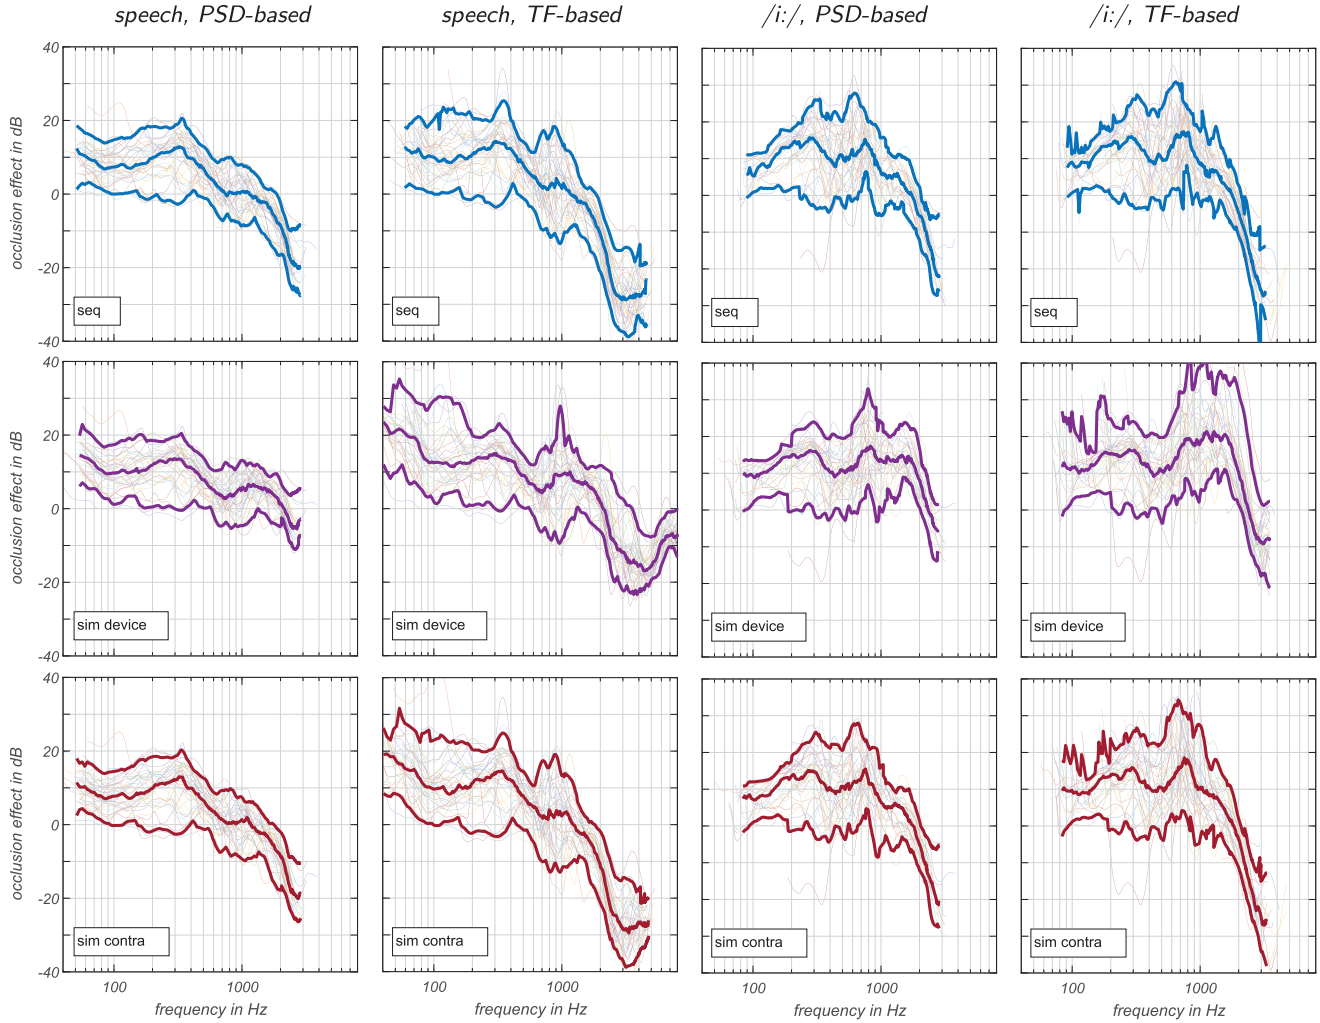 speech, PSD-based
speech, TF-based
/i:/, PSD-based
/i:/, TF-based
40
20
0
-20
-40
occlusion effect in dB
seq
seq
seq
seq
40
20
0
-20
-40
occlusion effect in dB
sim device
sim device
sim device
sim device
40
20
0
-20
-40
occlusion effect in dB
sim contra
sim contra
sim contra
sim contra
100 1000
100 1000
100 1000
100 1000
frequency in Hz
frequency in Hz
frequency in Hz
frequency in Hz